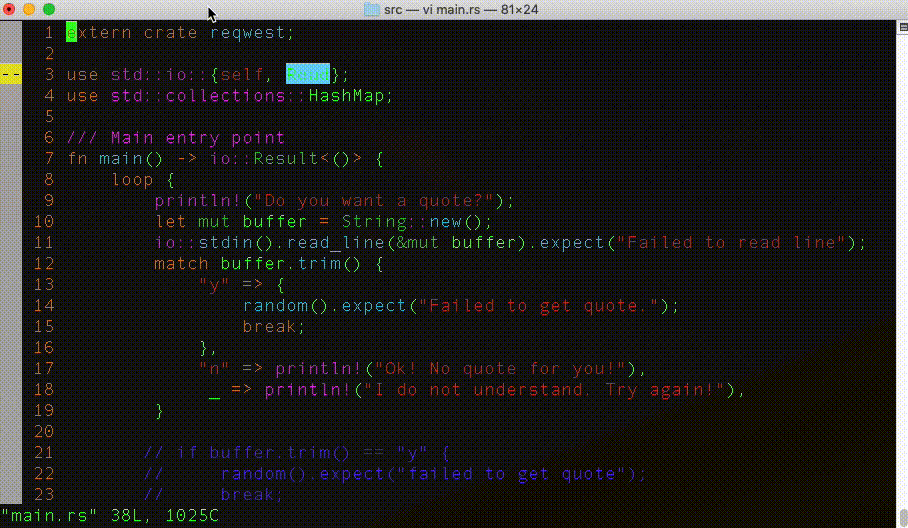 src — vi main.rs — 81×24
1 extern crate reqwest;
2
-- 3 use std::io::{self, Read};
4 use std::collections::HashMap;
5
6 /// Main entry point
7 fn main() -> io::Result<()> {
8     loop {
9         println!("Do you want a quote?");
10         let mut buffer = String::new();
11         io::stdin().read_line(&mut buffer).expect("Failed to read line");
12         match buffer.trim() {
13             "y" => {
14                 random().expect("Failed to get quote.");
15                 break;
16             },
17             "n" => println!("Ok! No quote for you!"),
18              _ => println!("I do not understand. Try again!"),
19         }
20
21        // if buffer.trim() == "y" {
22        //     random().expect("failed to get quote");
23        //     break;
"main.rs" 38L, 1025C